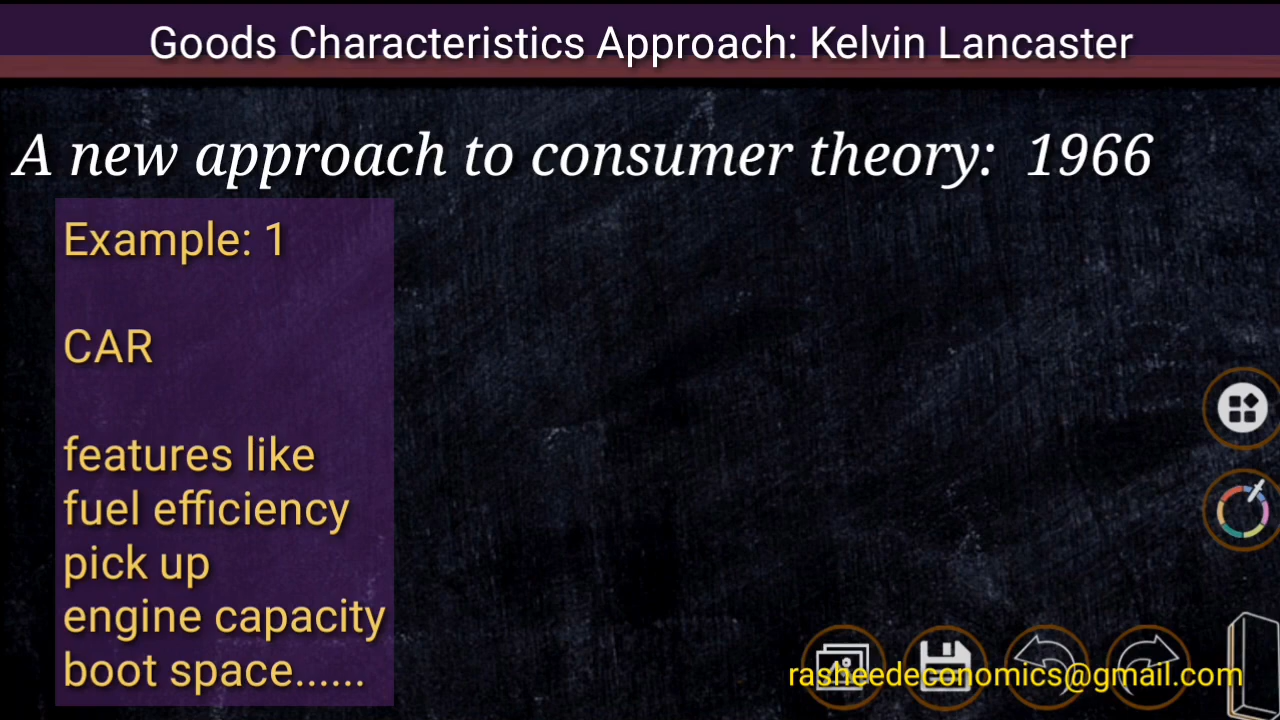 Goods Characteristics Approach: Kelvin Lancaster
A new approach to consumer theory: 1966
Example: 1
CAR
features like
fuel efficiency
pick up
engine capacity
boot space......
rasheedeconomics@gmail.com